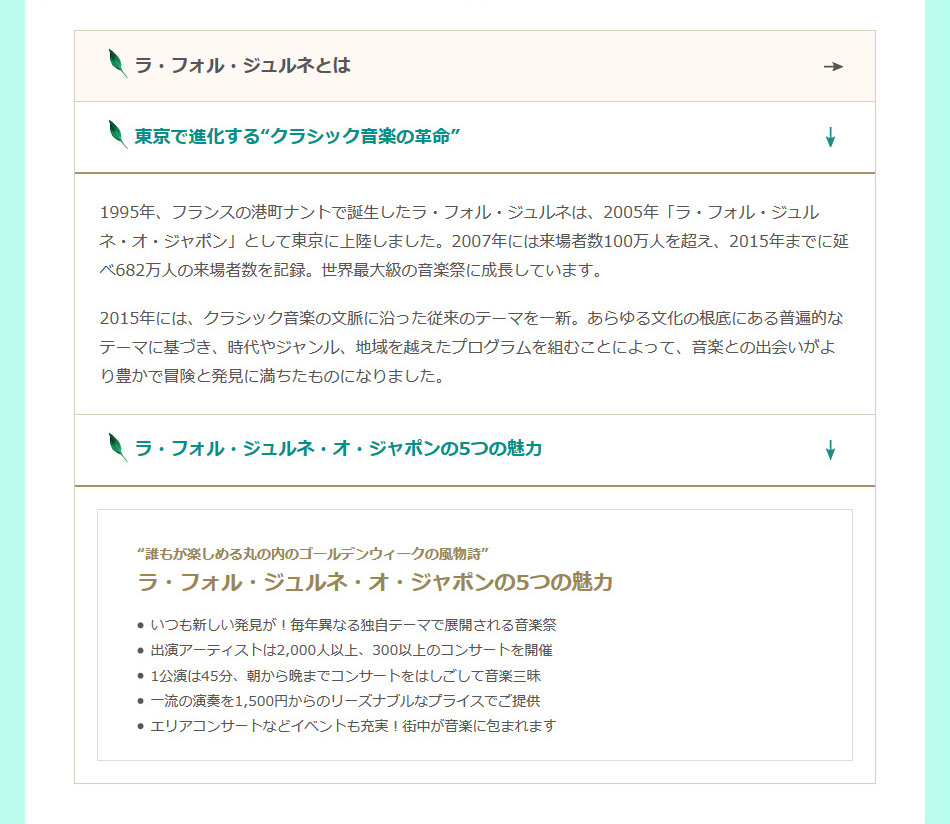 ラ・フォル・ジュルネとは
東京で進化する“クラシック音楽の革命”
1995年、フランスの港町ナントで誕生したラ・フォル・ジュルネは、2005年「ラ・フォル・ジュル
ネ・オ・ジャポン」として東京に上陸しました。2007年には来場者数100万人を超え、2015年までに延
べ682万人の来場者数を記録。世界最大級の音楽祭に成長しています。
2015年には、クラシック音楽の文脈に沿った従来のテーマを一新。あらゆる文化の根底にある普遍的な
テーマに基づき、時代やジャンル、地域を越えたプログラムを組むことによって、音楽との出会いがよ
り豊かで冒険と発見に満ちたものになりました。
ラ・フォル・ジュルネ・オ・ジャポンの5つの魅力
“誰もが楽しめる丸の内のゴールデンウィークの風物詩”
ラ・フォル・ジュルネ・オ・ジャポンの5つの魅力
• いつも新しい発見が！毎年異なる独自テーマで展開される音楽祭
• 出演アーティストは2,000人以上、300以上のコンサートを開催
• 1公演は45分、朝から晩までコンサートをはしごして音楽三昧
• 一流の演奏を1,500円からのリーズナブルなプライスでご提供
• エリアコンサートなどイベントも充実！街中が音楽に包まれます